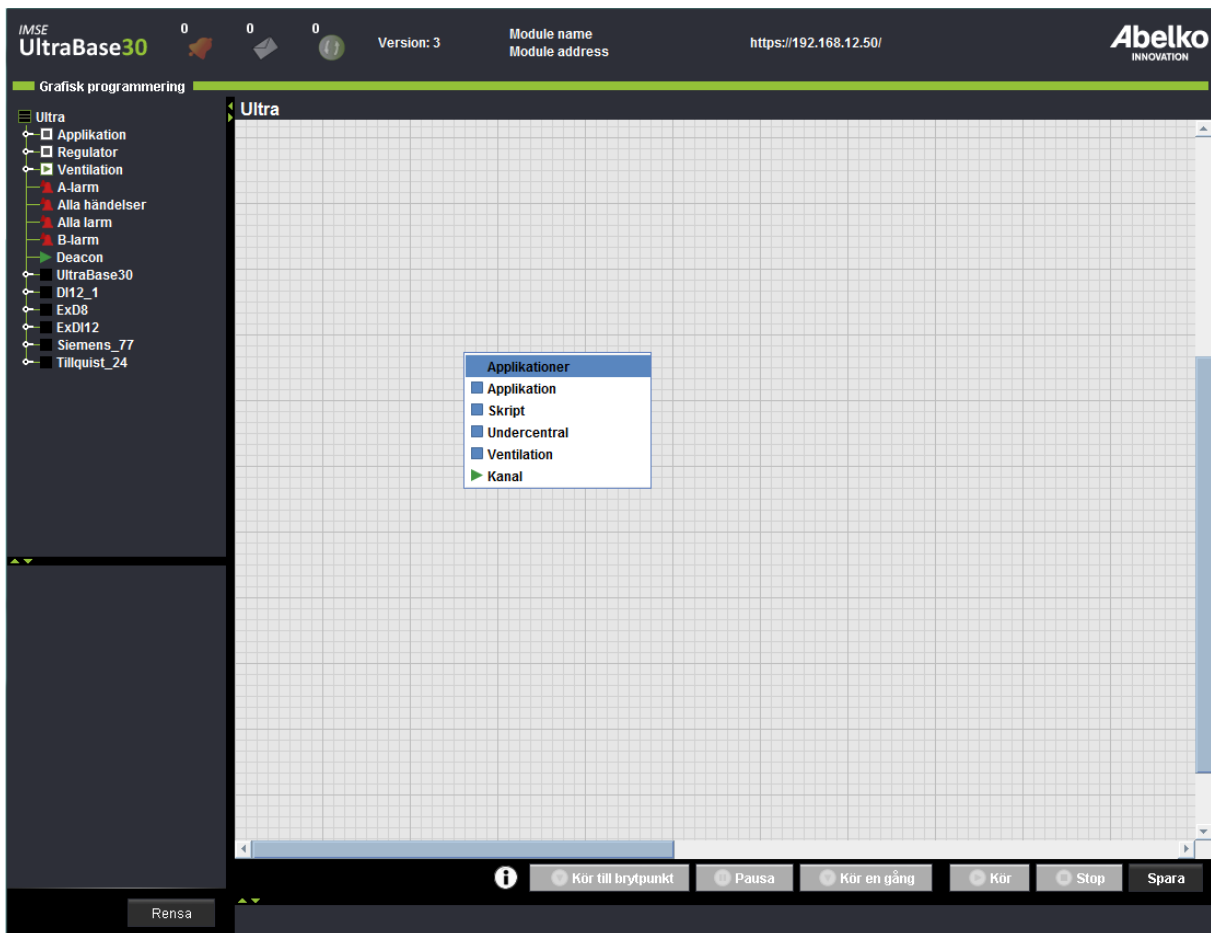 IMSE
UltraBase30
0
0
0
Version: 3
Module name
Module address
https://192.168.12.50/
Abelko
INNOVATION
Grafisk programmering
Ultra
Applikation
Regulator
Ventilation
A-larm
Alla händelser
Alla larm
B-larm
Deacon
UltraBase30
DI12_1
ExD8
ExDI12
Siemens_77
Tillquist_24
Ultra
Applikationer
Applikation
Skript
Undercentral
Ventilation
Kanal
Kör till brytpunkt
Pausa
Kör en gång
Kör
Stop
Spara
Rensa